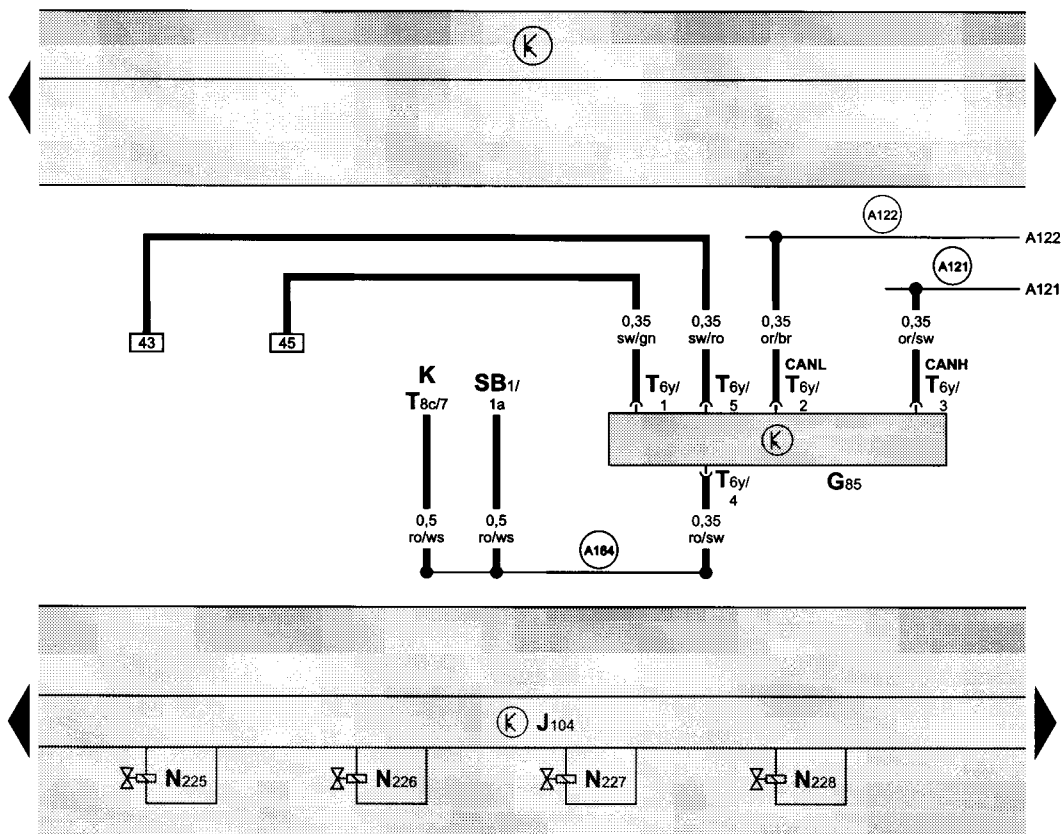 K
A122
A122
A121
A121
0,35
sw/gn
0,35
sw/ro
0,35
or/br
0,35
or/sw
43
45
K
T8c/7
SB1/
1a
T6y/
1
T6y/
5
CANL
T6y/
2
CANH
T6y/
3
K
T6y/
4
G85
0,5
ro/ws
0,5
ro/ws
A164
0,35
ro/sw
K
J104
N225
N226
N227
N228